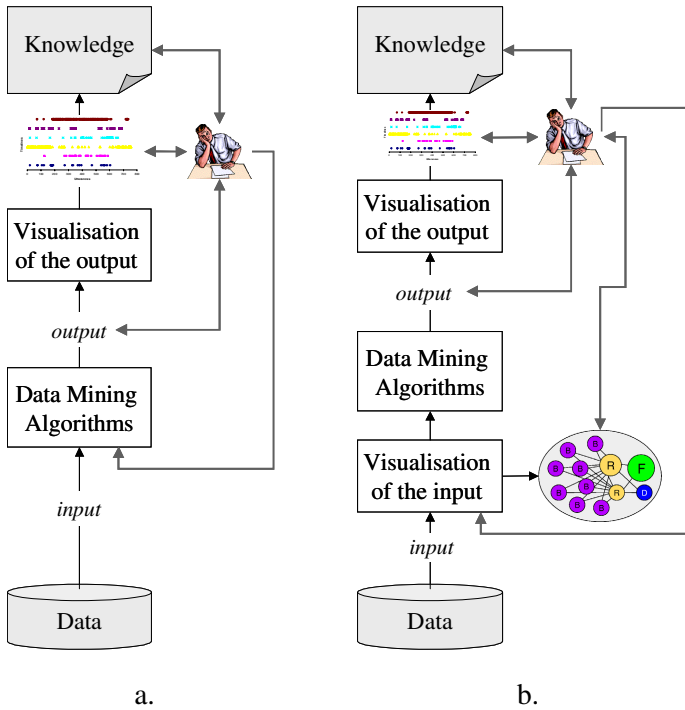 Knowledge
Visualisation
of the output
output
Data Mining
Algorithms
input
Data
a.
Knowledge
Visualisation
of the output
output
Data Mining
Algorithms
Visualisation
of the input
B
B
B
B
B
B
B
B
R
R
F
D
input
Data
b.